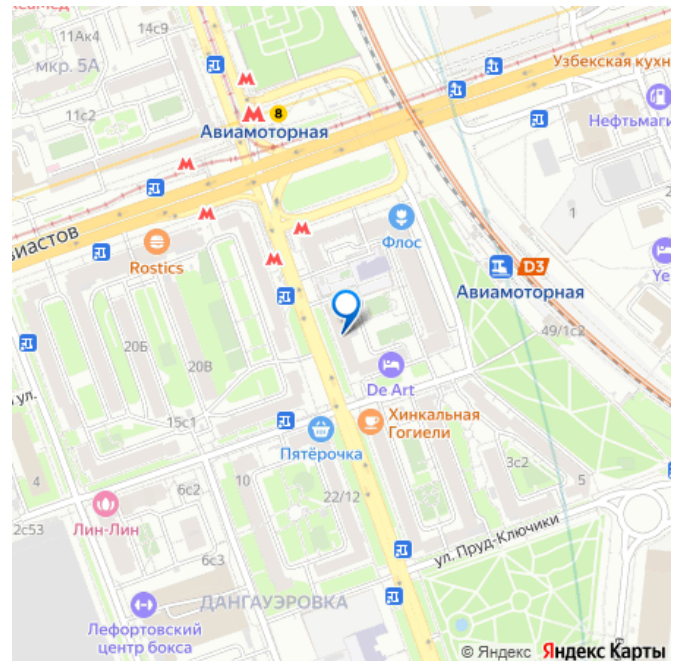 11Ак4
14с9
мкр. 5А
Узбекская кухн
8
Авиамоторная
11с2
Нефтьмаги
1
Флос
Rostics
D3
Авиамоторная
Ye
20Б
20В
49/1с2
De Art
ул.
15с1
Хинкальная
Гогиели
Пятёрочка
3с2
4
6с2
10
22/12
5
2с53
Лин-Лин
ул. Пруд-Ключики
6с3
ДАНГАУЭРОВКА
Лефортовский
центр бокса
© Яндекс Яндекс Карты